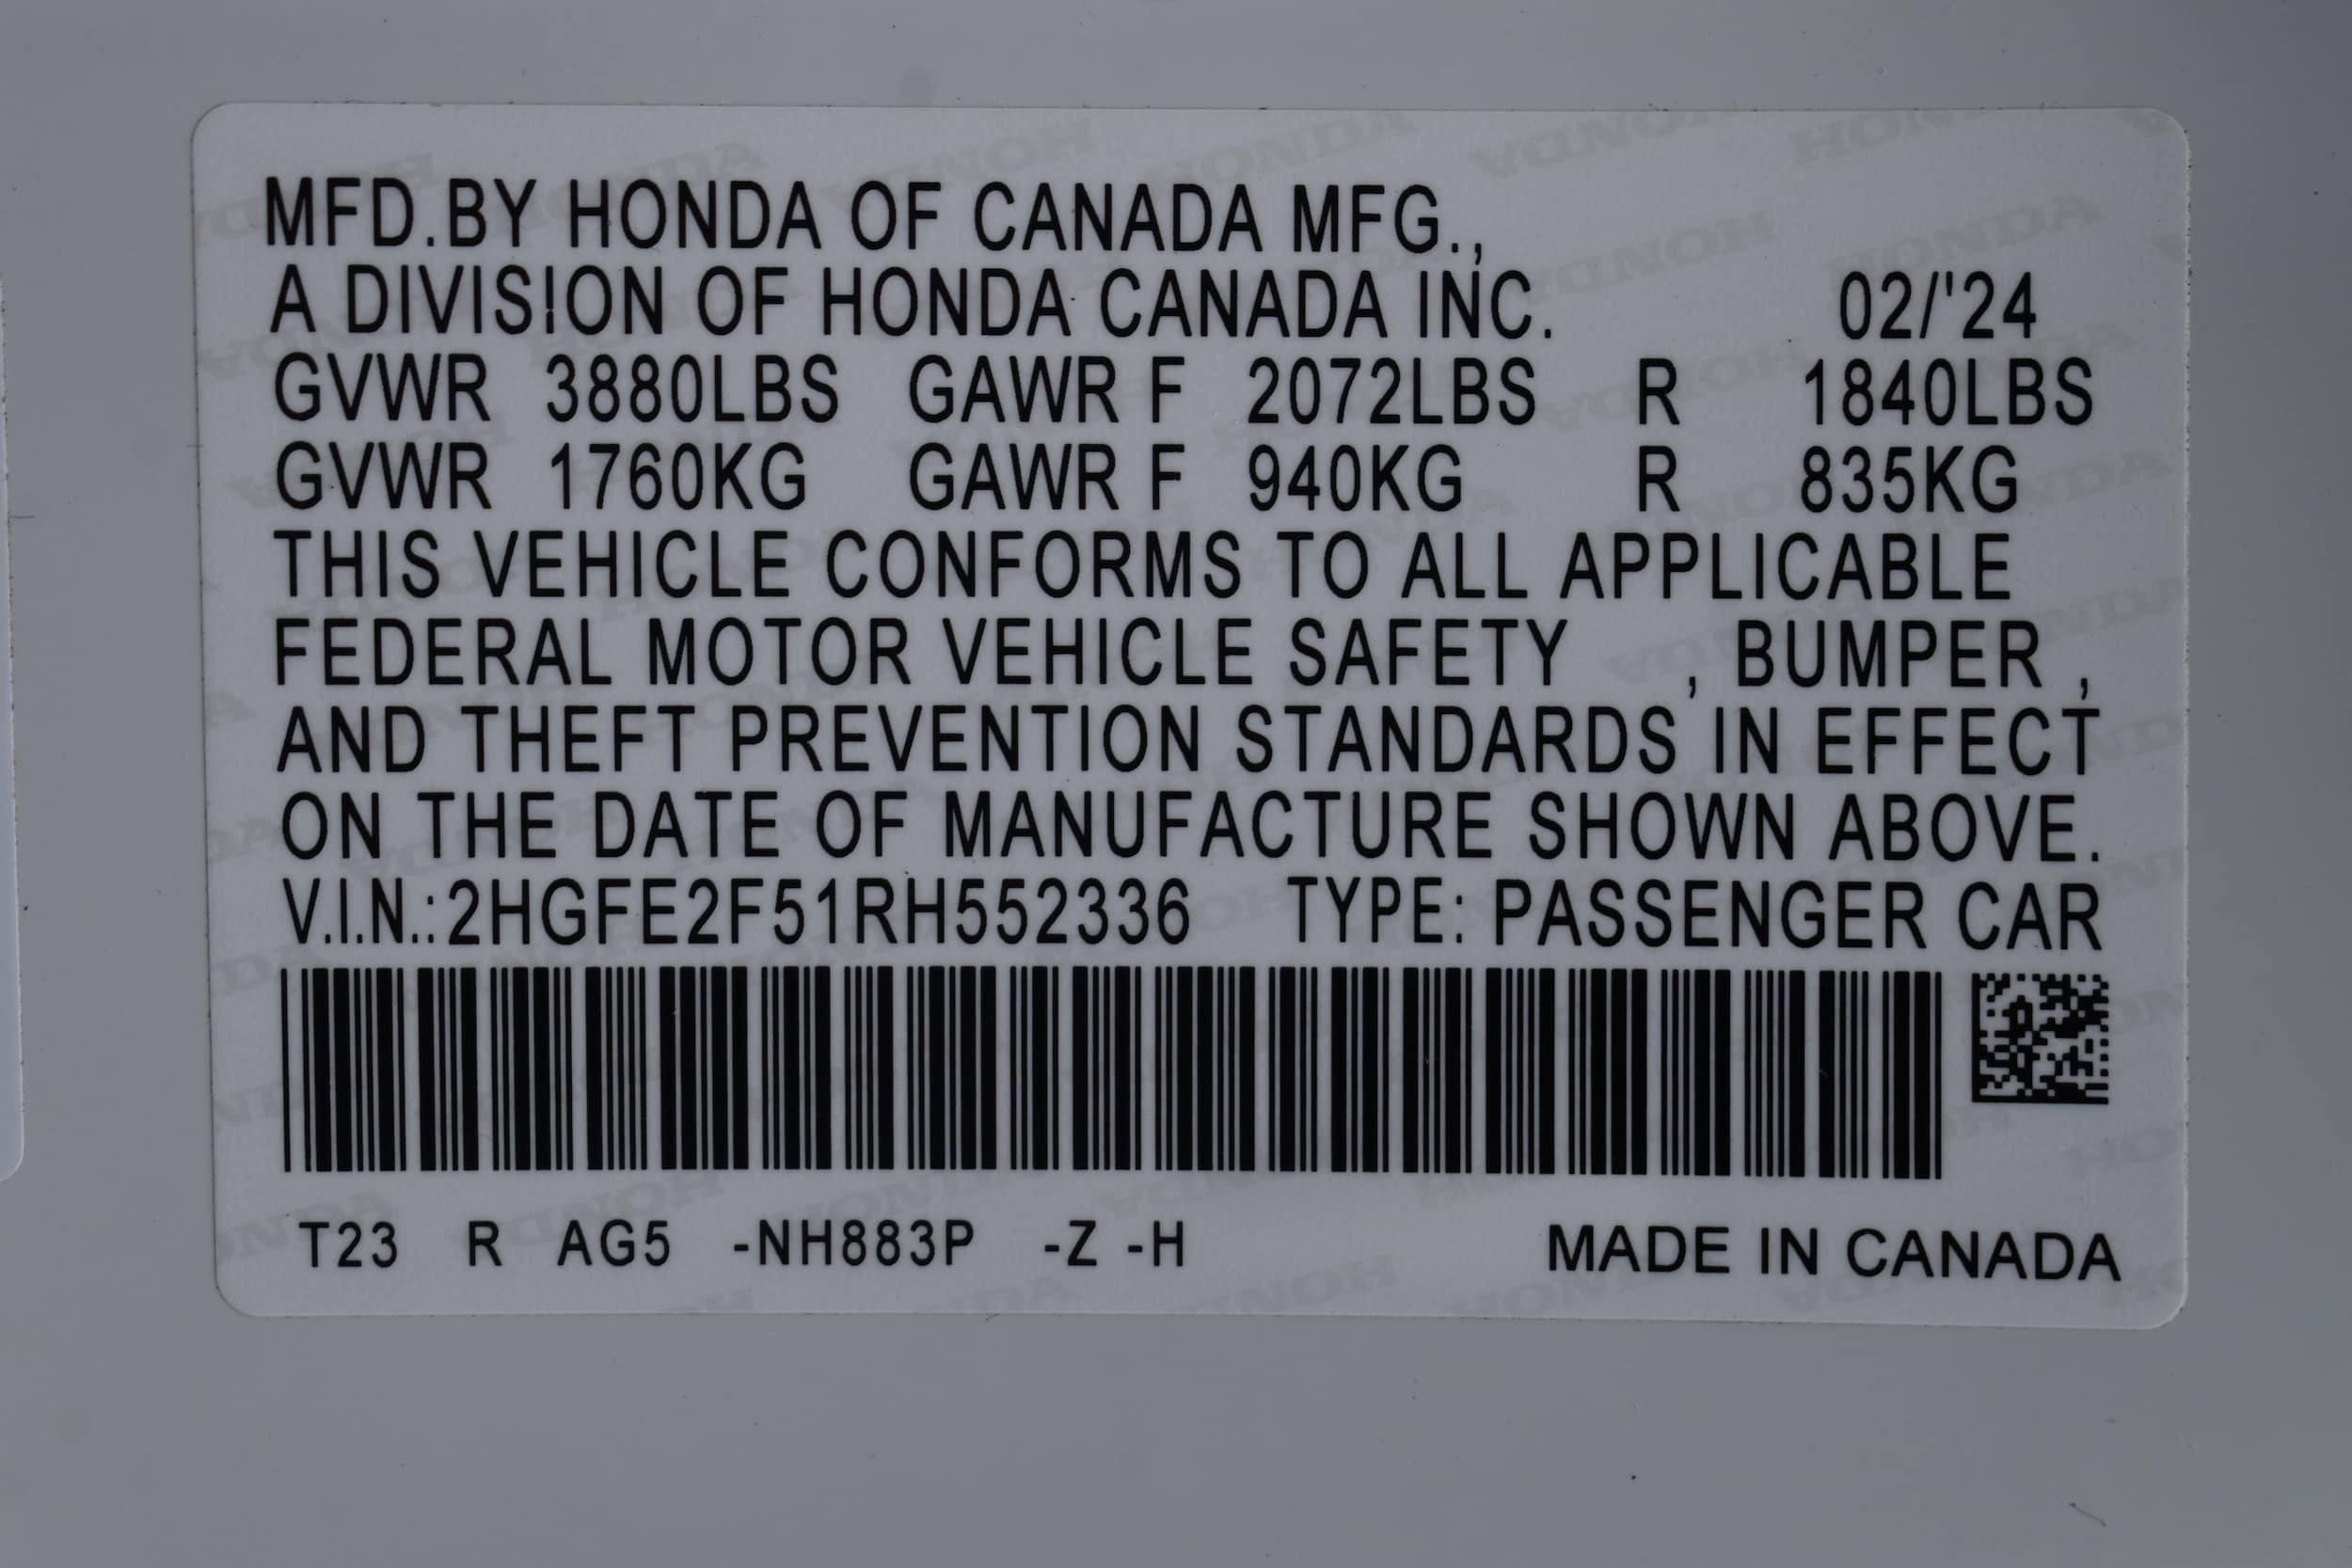 MFD.BY HONDA OF CANADA MFG.,
A DIVISION OF HONDA CANADA INC. 02/'24
GVWR 3880LBS GAWR F 2072LBS R 1840LBS
GVWR 1760KG GAWR F 940KG R 835KG
THIS VEHICLE CONFORMS TO ALL APPLICABLE
FEDERAL MOTOR VEHICLE SAFETY , BUMPER ,
AND THEFT PREVENTION STANDARDS IN EFFECT
ON THE DATE OF MANUFACTURE SHOWN ABOVE.
V.I.N.:2HGFE2F51RH552336 TYPE: PASSENGER CAR
T23 R AG5 -NH883P -Z -H MADE IN CANADA